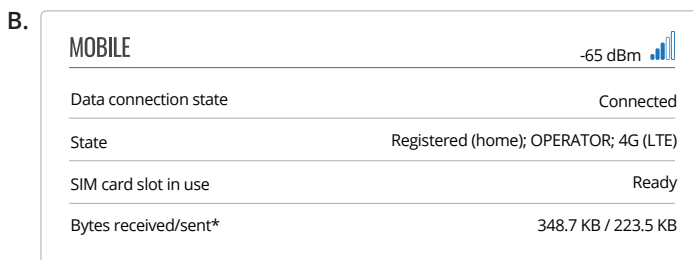 B.
MOBILE -65 dBm
Data connection state Connected
State Registered (home); OPERATOR; 4G (LTE)
SIM card slot in use Ready
Bytes received/sent* 348.7 KB / 223.5 KB